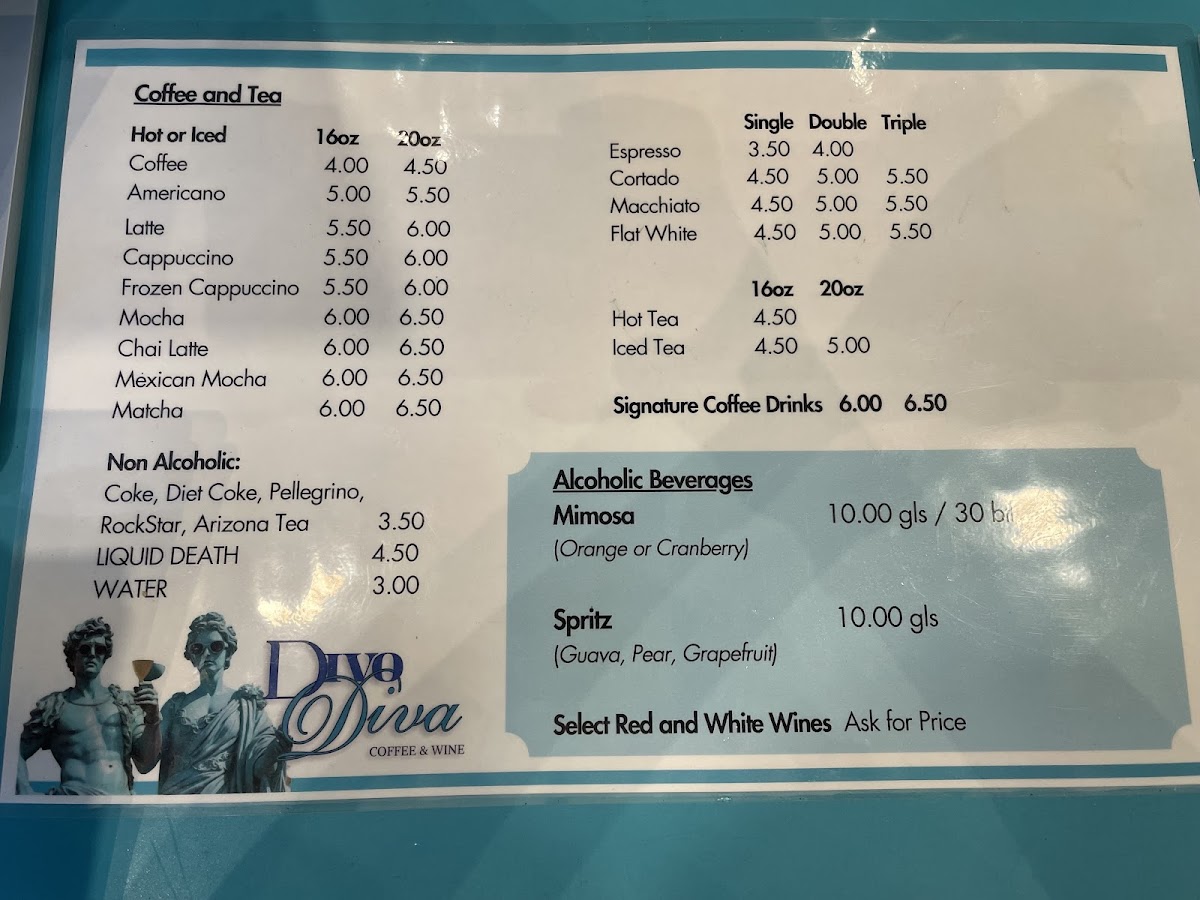 Coffee and Tea
Hot or Iced 16oz 20oz
Coffee 4.00 4.50
Americano 5.00 5.50
Latte 5.50 6.00
Cappuccino 5.50 6.00
Frozen Cappuccino 5.50 6.00
Mocha 6.00 6.50
Chai Latte 6.00 6.50
Mexican Mocha 6.00 6.50
Matcha 6.00 6.50
Non Alcoholic:
Coke, Diet Coke, Pellegrino,
RockStar, Arizona Tea 3.50
LIQUID DEATH 4.50
WATER 3.00
DIVO
Diva
COFFEE & WINE
Single Double Triple
Espresso 3.50 4.00
Cortado 4.50 5.00 5.50
Macchiato 4.50 5.00 5.50
Flat White 4.50 5.00 5.50
16oz 20oz
Hot Tea 4.50
Iced Tea 4.50 5.00
Signature Coffee Drinks 6.00 6.50
Alcoholic Beverages
Mimosa 10.00 gls / 30
(Orange or Cranberry)
Spritz 10.00 gls
(Guava, Pear, Grapefruit)
Select Red and White Wines Ask for Price